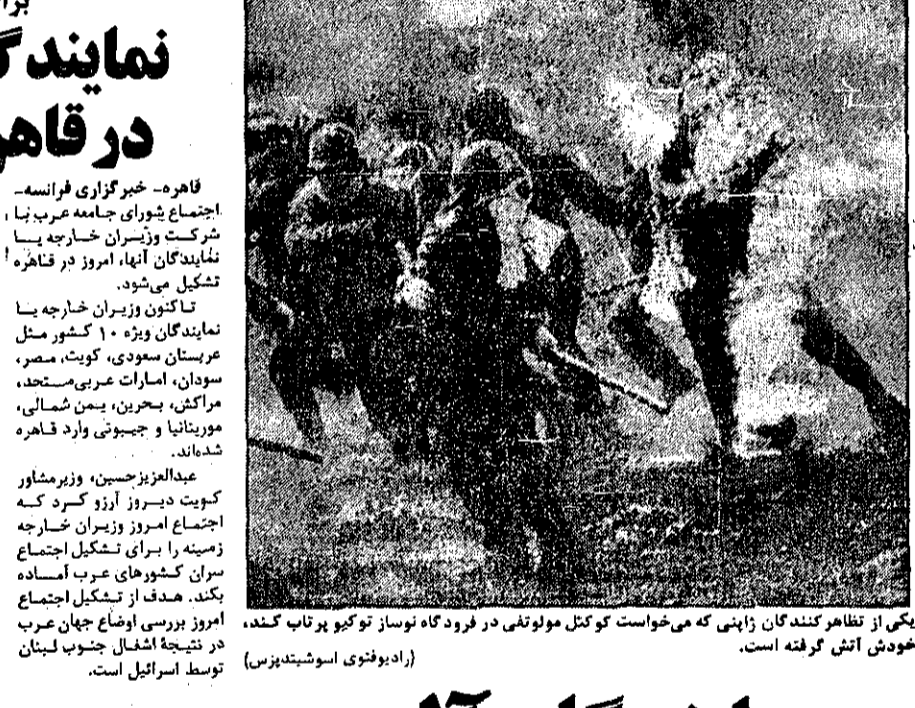 نمایند
در قاهر
قاهره- خبرگزاری فرانسه-
اجتماع شورای جامعه عرب با
شرکت وزیران خارجه یا
نمایندگان آنها، امروز در قاهره
تشکیل می‌شود.
تاکنون وزیران خارجه یا
نمایندگان ویژه ۱۰ کشور مثل
عربستان سعودی، کویت، مصر،
سودان، امارات عربی‌متحد،
مراکش، بحرین، یمن شمالی،
موریتانیا و جیبوتی وارد قاهره
شده‌اند.
عبدالعزیزحسین، وزیرمشاور
کویت دیروز آرزو کرد که
اجتماع امروز وزیران خارجه
زمینه را برای تشکیل اجتماع
سران کشورهای عرب آماده
بکند. هدف از تشکیل اجتماع
امروز بررسی اوضاع جهان عرب
در نتیجهٔ اشغال جنوب لبنان
توسط اسرائیل است.
یکی از تظاهرکنندگان ژاپنی که می‌خواست کوکتل مولوتفی در فرودگاه نوساز توکیو پرتاب کند،
خودش آتش گرفته است.
(رادیوفتوی اسوشیتدپرس)